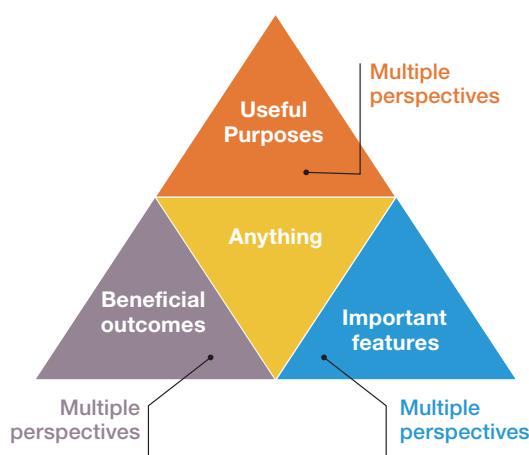 Multiple
perspectives
Useful
Purposes
Anything
Beneficial
outcomes
Important
features
Multiple
perspectives
Multiple
perspectives